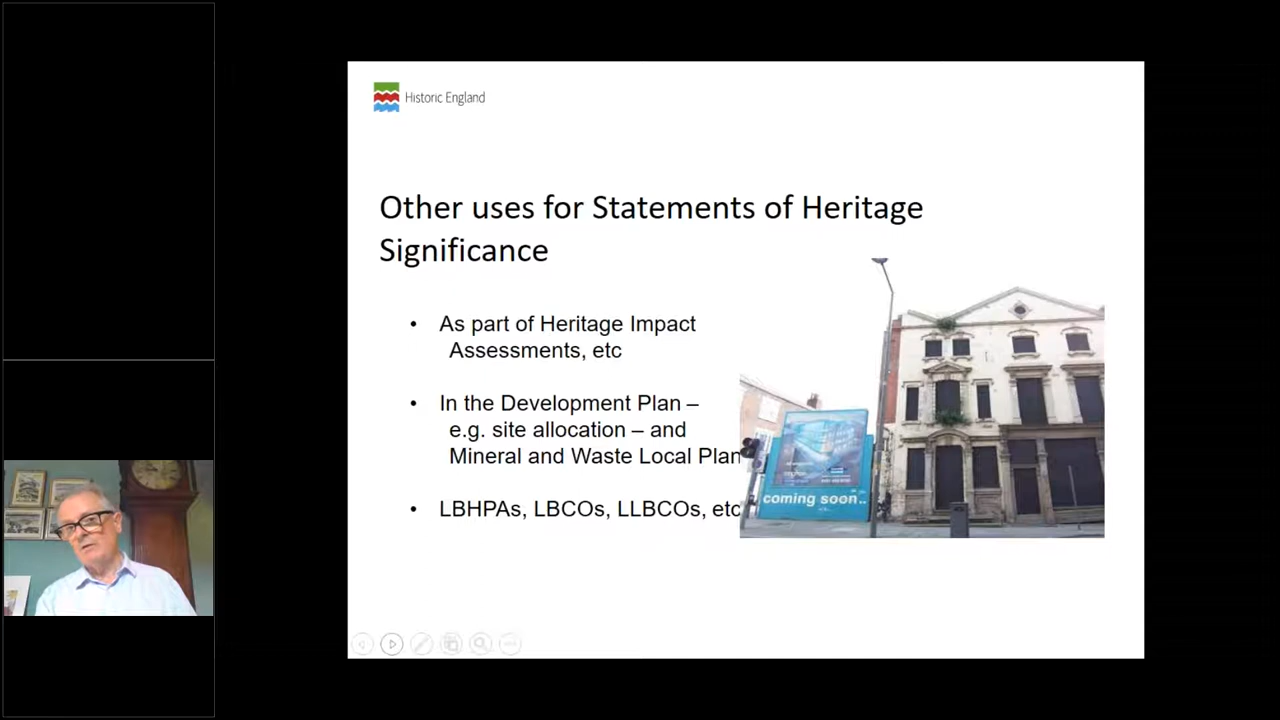 Historic England
Other uses for Statements of Heritage
Significance
• As part of Heritage Impact
Assessments, etc
• In the Development Plan –
e.g. site allocation – and
Mineral and Waste Local Plan
• LBHPAs, LBCOs, LLBCOs, etc
coming soon..